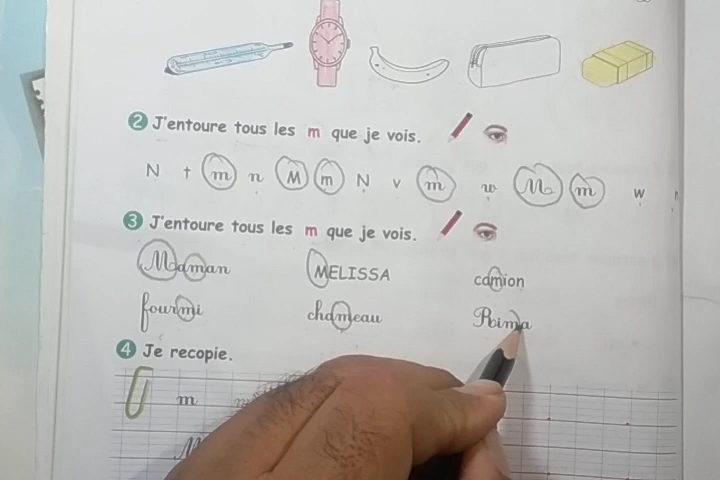 2 J'entoure tous les m que je vois.
N t m n M m N v m w M m w
3 J'entoure tous les m que je vois.
Maman MELISSA camion
fourmi chameau Rima
4 Je recopie.
m